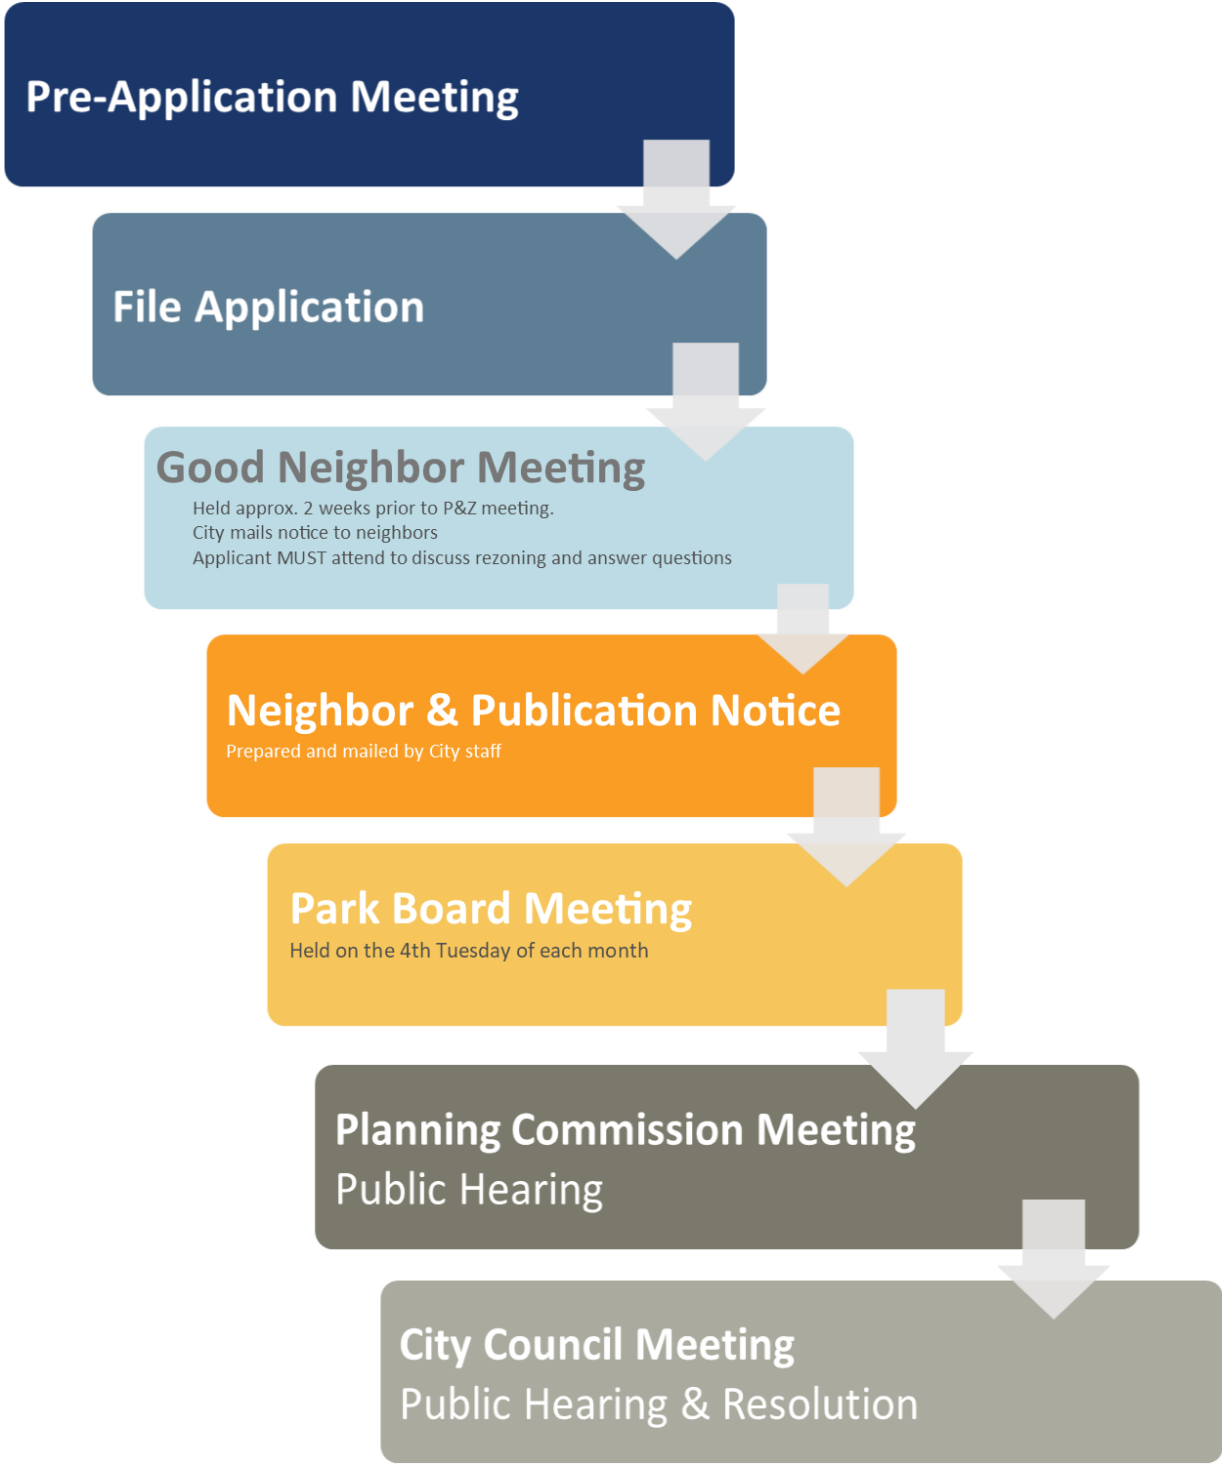 Pre-Application Meeting
File Application
Good Neighbor Meeting
Held approx. 2 weeks prior to P&Z meeting.
City mails notice to neighbors
Applicant MUST attend to discuss rezoning and answer questions
Neighbor & Publication Notice
Prepared and mailed by City staff
Park Board Meeting
Held on the 4th Tuesday of each month
Planning Commission Meeting
Public Hearing
City Council Meeting
Public Hearing & Resolution